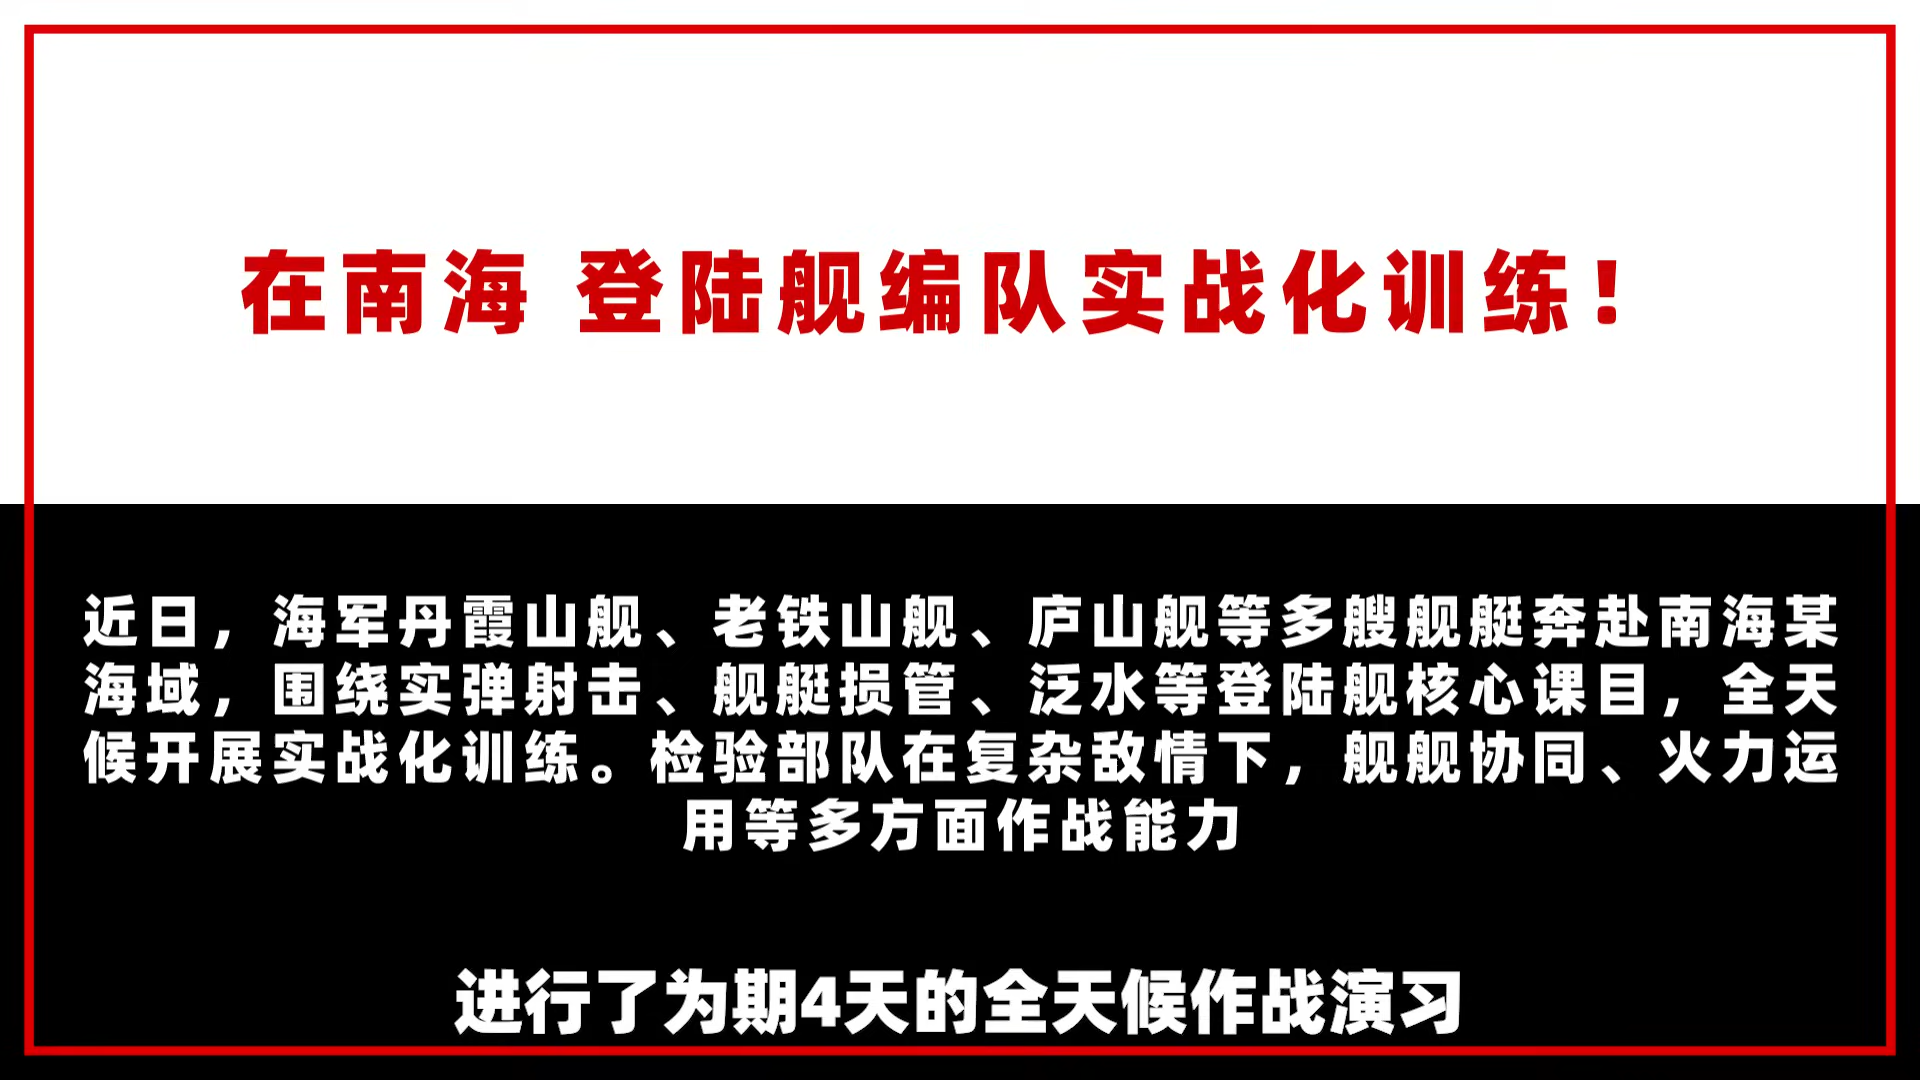 在南海 登陆舰编队实战化训练！
近日，海军丹霞山舰、老铁山舰、庐山舰等多艘舰艇奔赴南海某
海域，围绕实弹射击、舰艇损管、泛水等登陆舰核心课目，全天
候开展实战化训练。检验部队在复杂敌情下，舰舰协同、火力运
用等多方面作战能力
进行了为期4天的全天候作战演习